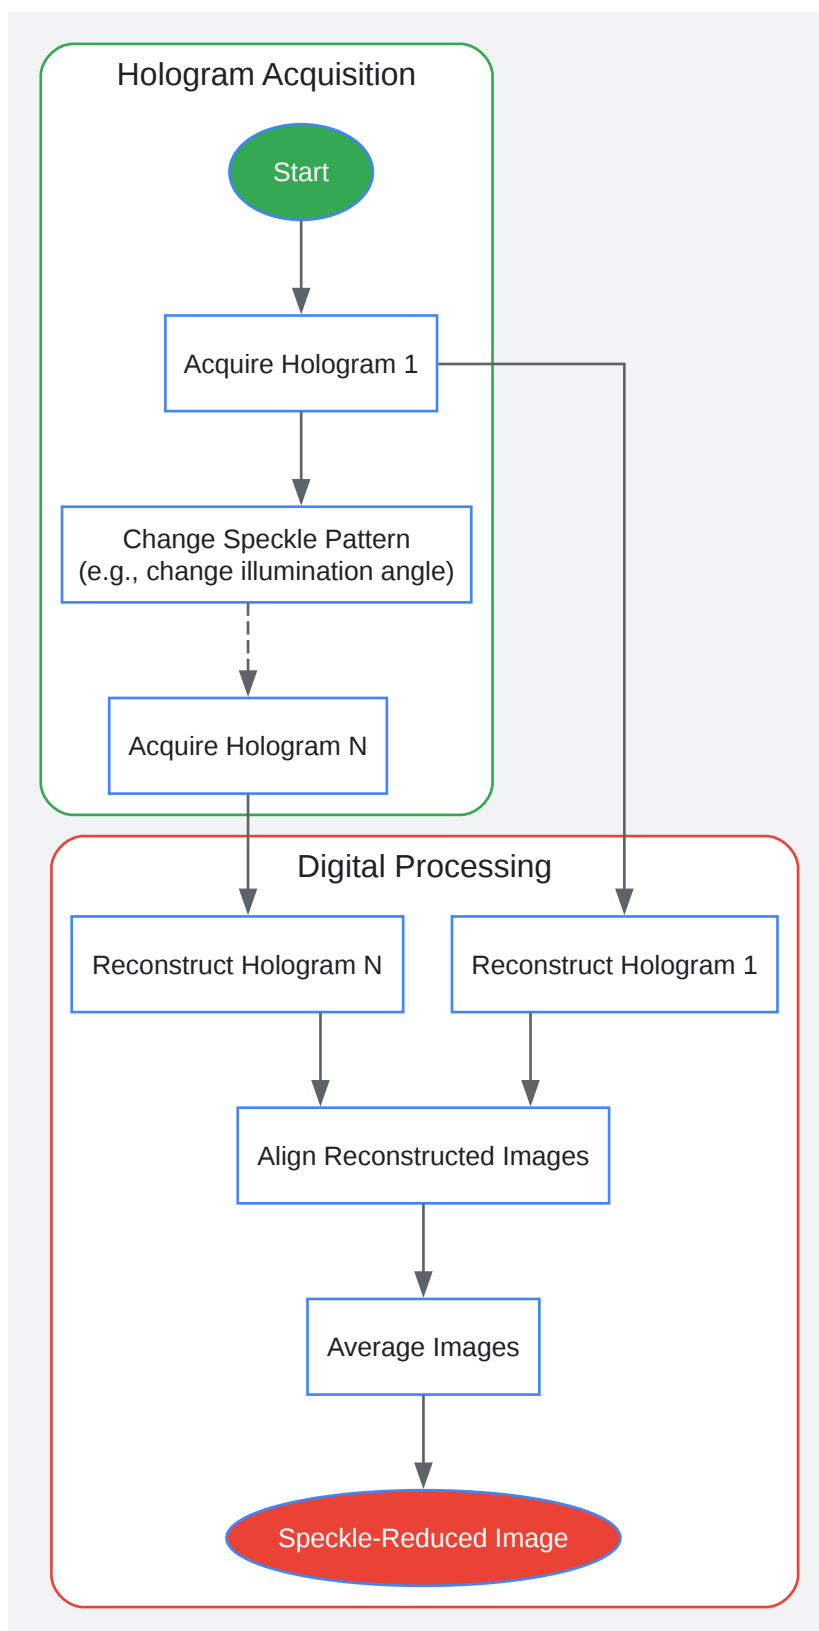 Hologram Acquisition
Start
Acquire Hologram 1
Change Speckle Pattern
(e.g., change illumination angle)
Acquire Hologram N
Digital Processing
Reconstruct Hologram N
Reconstruct Hologram 1
Align Reconstructed Images
Average Images
Speckle-Reduced Image